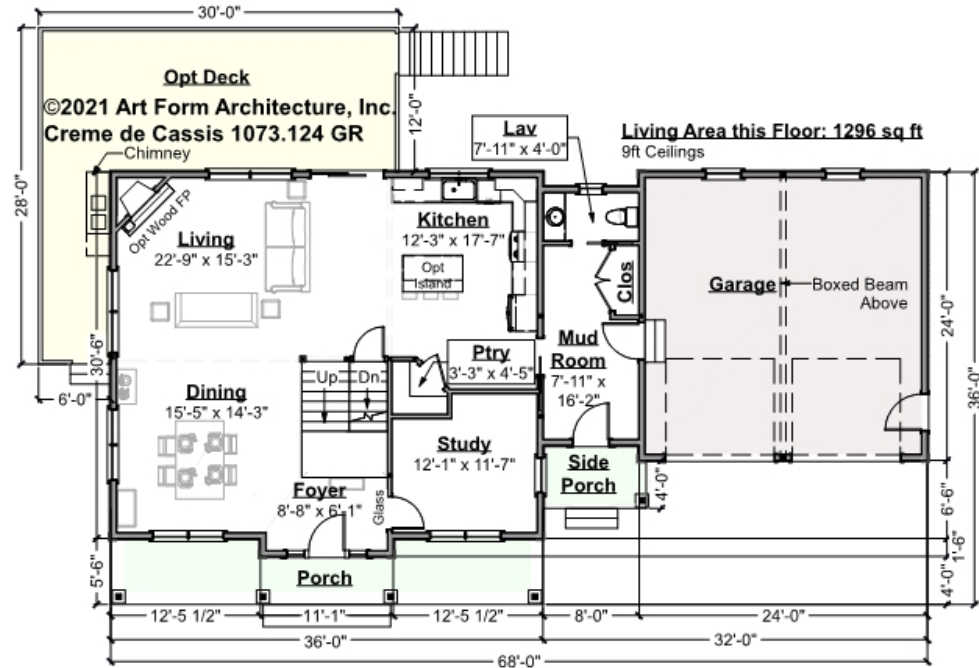 30'-0"
Opt Deck
©2021 Art Form Architecture, Inc.
Creme de Cassis 1073.124 GR
Chimney
12'-0"
28'-0"
Lav
7'-11" x 4'-0"
Living Area this Floor: 1296 sq ft
9ft Ceilings
Opt Wood FP
Living
22'-9" x 15'-3"
Kitchen
12'-3" x 17'-7"
Opt
Island
Clos
Garage
Boxed Beam
Above
24'-0"
36'-0"
30'-6"
Mud
Room
7'-11" x
16'-2"
Ptry
3'-3" x 4'-5"
Up
Dn
6'-0"
Dining
15'-5" x 14'-3"
Study
12'-1" x 11'-7"
Side
Porch
4'-0"
Foyer
8'-8" x 6'-1"
Glass
6'-6"
1'-6"
4'-0"
5'-6"
Porch
12'-5 1/2"
11'-1"
12'-5 1/2"
8'-0"
24'-0"
36'-0"
32'-0"
68'-0"